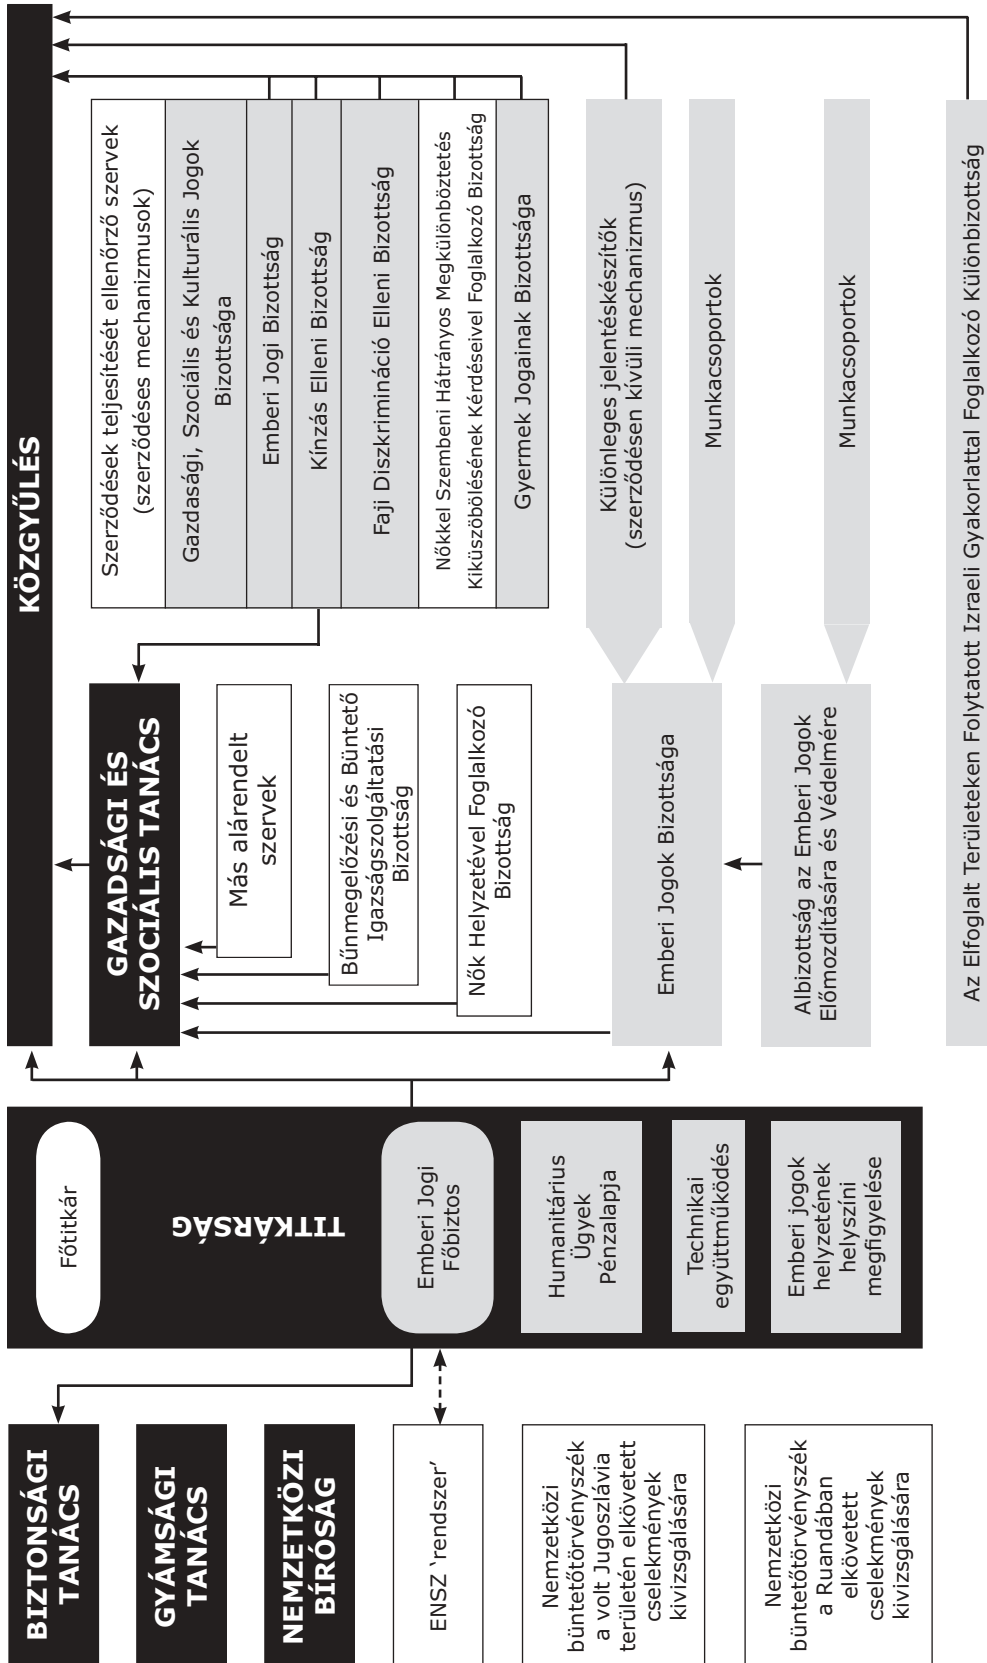 KÖZGYŰLÉS
BIZTONSÁGI
TANÁCS
GYÁMSÁGI
TANÁCS
NEMZETKÖZI
BÍRÓSÁG
ENSZ ‘rendszer’
Nemzetközi
büntetőtörvényszék
a volt Jugoszlávia
területén elkövetett
cselekmények
kivizsgálására
Nemzetközi
büntetőtörvényszék
a Ruandában
elkövetett
cselekmények
kivizsgálására
TITKÁRSÁG
Főtitkár
Emberi Jogi
Főbiztos
Humanitárius
Ügyek
Pénzalapja
Technikai
együttműködés
Emberi jogok
helyzetének
helyszíni
megfigyelése
GAZADSÁGI ÉS
SZOCIÁLIS TANÁCS
Más alárendelt
szervek
Bűnmegelőzési és Büntető
Igazságszolgáltatási
Bizottság
Nők Helyzetével Foglalkozó
Bizottság
Emberi Jogok Bizottsága
Albizottság az Emberi Jogok
Előmozdítására és Védelmére
Szerződések teljesítését ellenőrző szervek
(szerződéses mechanizmusok)
Gazdasági, Szociális és Kulturális Jogok
Bizottsága
Emberi Jogi Bizottság
Kínzás Elleni Bizottság
Faji Diszkrimináció Elleni Bizottság
Nőkkel Szembeni Hátrányos Megkülönböztetés
Kiküszöbölésének Kérdéseivel Foglalkozó Bizottság
Gyermek Jogainak Bizottsága
Különleges jelentéskészítők
(szerződésen kívüli mechanizmus)
Munkacsoportok
Munkacsoportok
Az Elfoglalt Területeken Folytatott Izraeli Gyakorlattal Foglalkozó Különbizottság